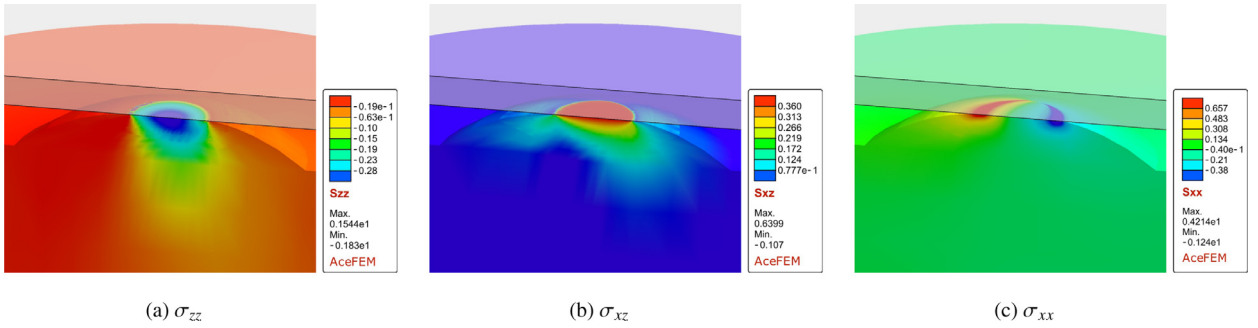 -0.19e-1
-0.63e-1
-0.10
-0.15
-0.19
-0.23
-0.28
Szz
Max.
0.1544e1
Min.
-0.183e1
AceFEM
0.360
0.313
0.266
0.219
0.172
0.124
0.777e-1
Sxz
Max.
0.6399
Min.
-0.107
AceFEM
0.657
0.483
0.308
0.134
-0.40e-1
-0.21
-0.38
Sxx
Max.
0.4214e1
Min.
-0.124e1
AceFEM
(a) σzz
(b) σxz
(c) σxx